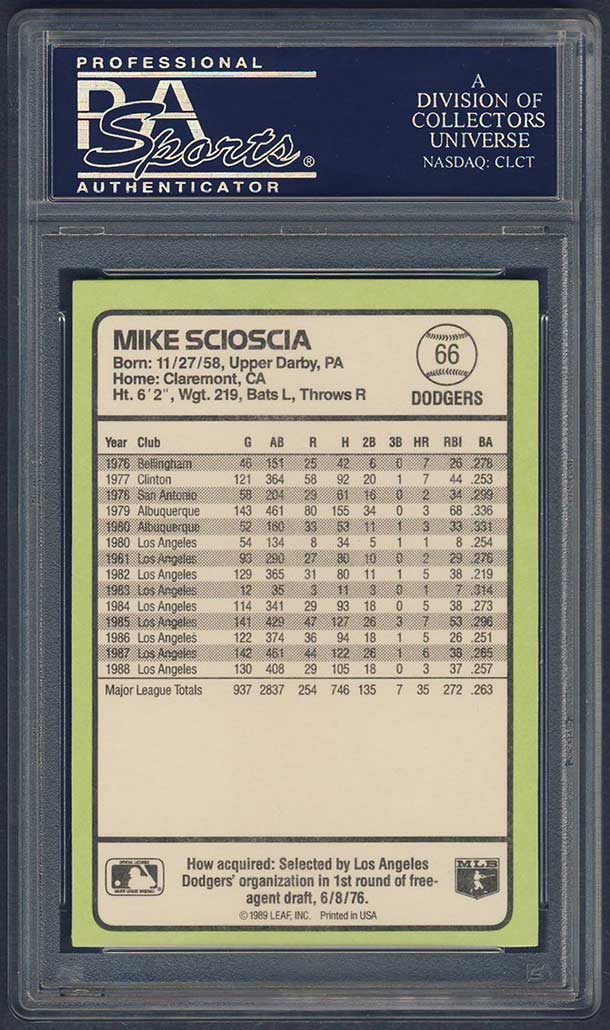 PROFESSIONAL
PSA
Sports®
AUTHENTICATOR
A
DIVISION OF
COLLECTORS
UNIVERSE
NASDAQ: CLCT
MIKE SCIOSCIA
Born: 11/27/58, Upper Darby, PA
Home: Claremont, CA
Ht. 6'2", Wgt. 219, Bats L, Throws R
66
DODGERS
Year Club G AB R H 2B 3B HR RBI BA
1976 Bellingham 46 151 25 42 6 0 7 26 .278
1977 Clinton 121 364 58 92 20 1 7 44 .253
1978 San Antonio 58 204 29 61 16 0 2 34 .299
1979 Albuquerque 143 461 80 155 34 0 3 68 .336
1980 Albuquerque 52 160 33 53 11 1 3 33 .331
1980 Los Angeles 54 134 8 34 5 1 1 8 .254
1981 Los Angeles 93 290 27 80 10 0 2 29 .276
1982 Los Angeles 129 365 31 80 11 1 5 38 .219
1983 Los Angeles 12 35 3 11 3 0 1 7 .314
1984 Los Angeles 114 341 29 93 18 0 5 38 .273
1985 Los Angeles 141 429 47 127 26 3 7 53 .296
1986 Los Angeles 122 374 36 94 18 1 5 26 .251
1987 Los Angeles 142 461 44 122 26 1 6 38 .265
1988 Los Angeles 130 408 29 105 18 0 3 37 .257
Major League Totals 937 2837 254 746 135 7 35 272 .263
OFFICIAL LICENSEE
MAJOR LEAGUE BASEBALL
How acquired: Selected by Los Angeles
Dodgers' organization in 1st round of free-
agent draft, 6/8/76.
© 1989 LEAF, INC. Printed in USA
MLB